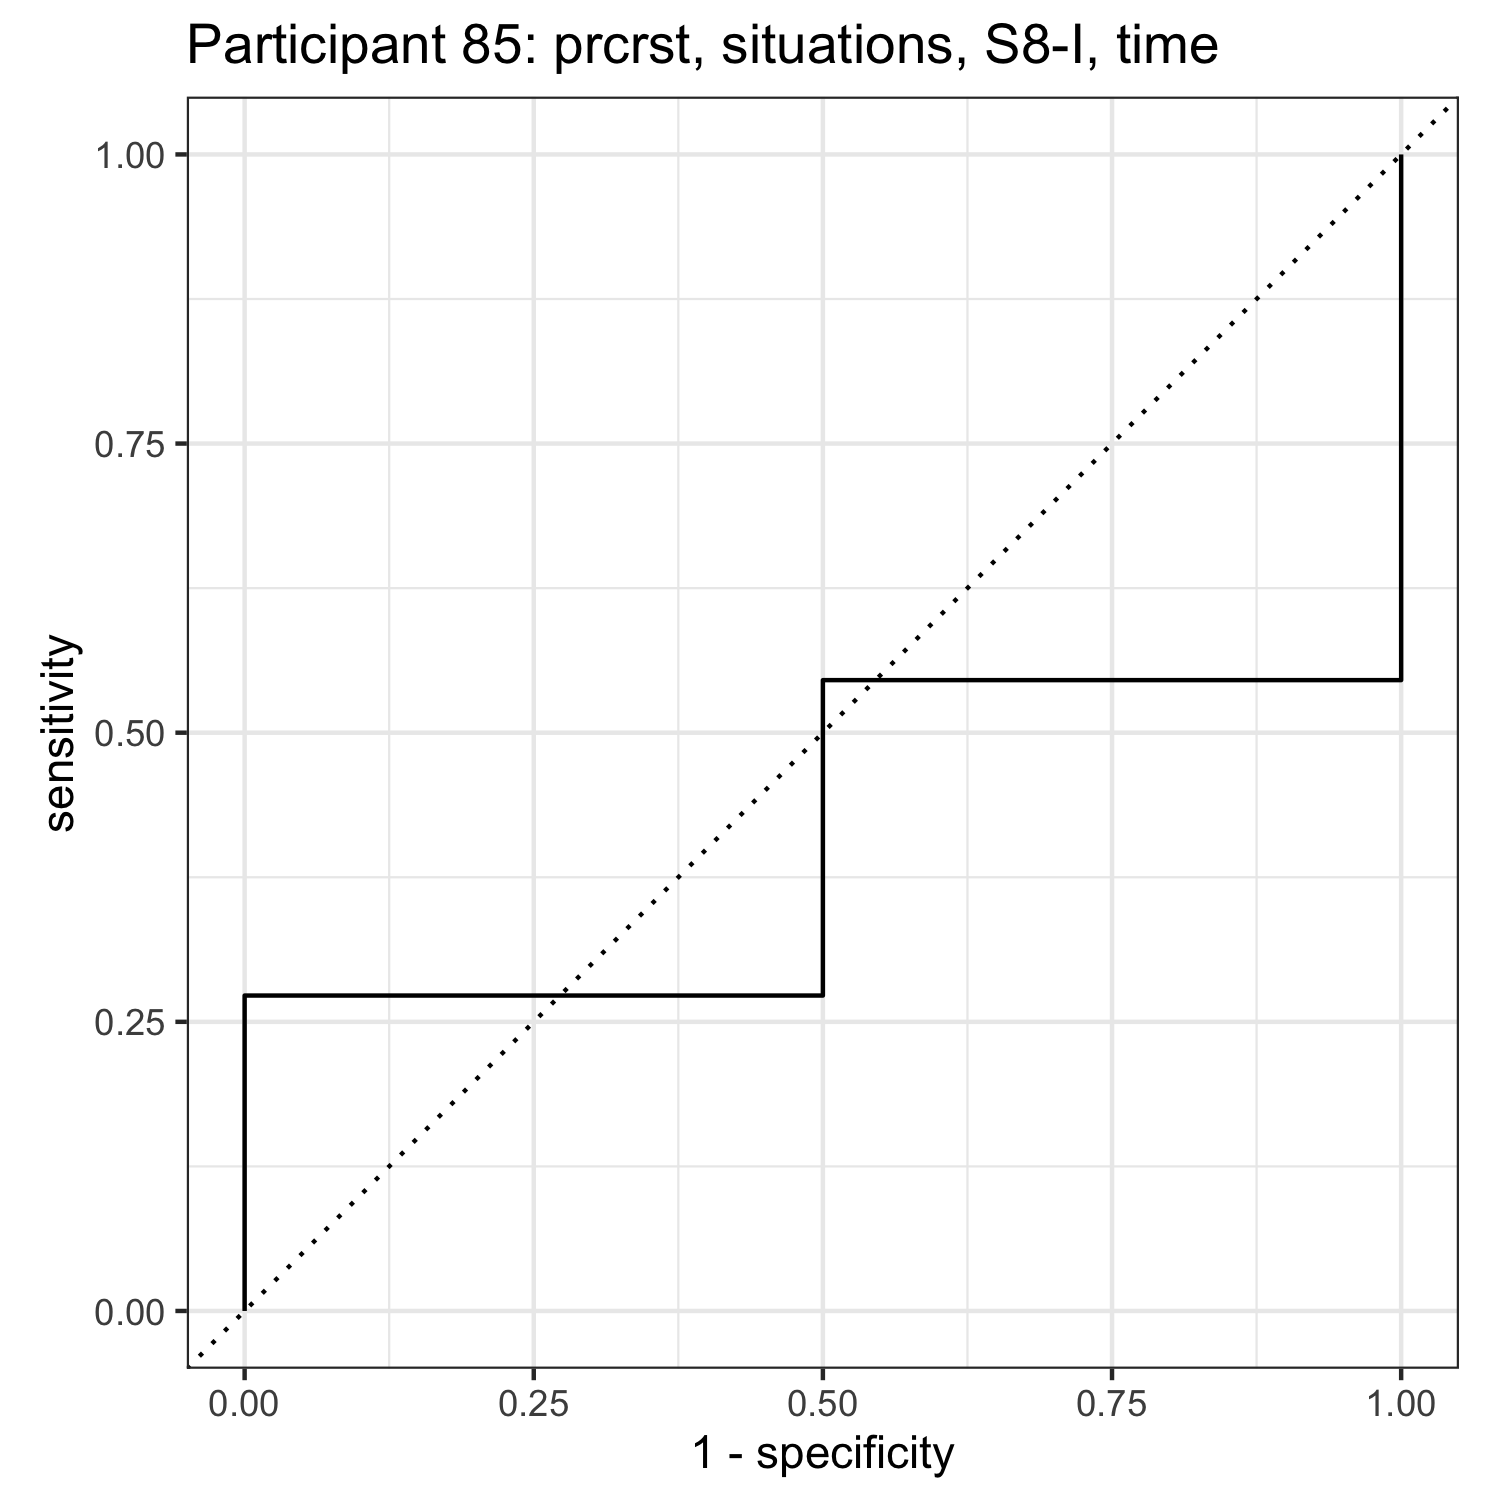 Participant 85: prcrst, situations, S8-I, time
1.00
0.75
0.50
0.25
0.00
sensitivity
0.00 0.25 0.50 0.75 1.00
1 - specificity